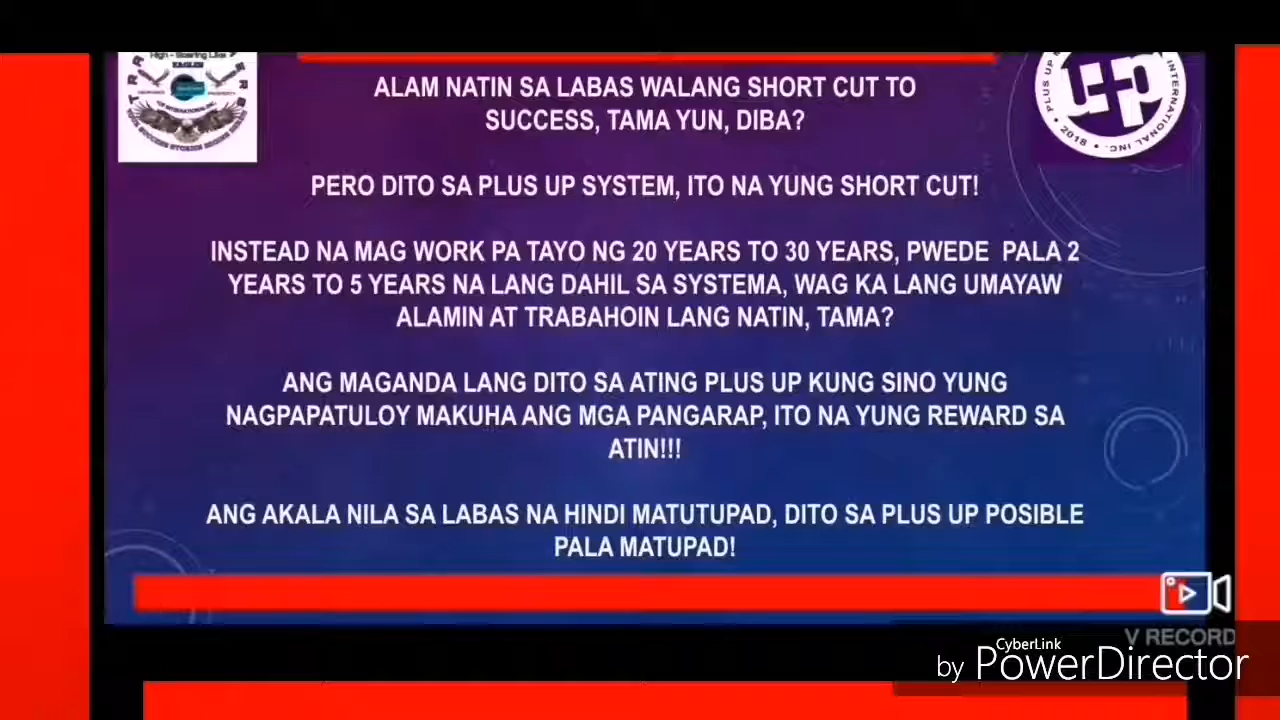 ALAM NATIN SA LABAS WALANG SHORT CUT TO
SUCCESS, TAMA YUN, DIBA?
PERO DITO SA PLUS UP SYSTEM, ITO NA YUNG SHORT CUT!
INSTEAD NA MAG WORK PA TAYO NG 20 YEARS TO 30 YEARS, PWEDE PALA 2
YEARS TO 5 YEARS NA LANG DAHIL SA SYSTEMA, WAG KA LANG UMAYAW
ALAMIN AT TRABAHOIN LANG NATIN, TAMA?
ANG MAGANDA LANG DITO SA ATING PLUS UP KUNG SINO YUNG
NAGPAPATULOY MAKUHA ANG MGA PANGARAP, ITO NA YUNG REWARD SA
ATIN!!!
ANG AKALA NILA SA LABAS NA HINDI MATUTUPAD, DITO SA PLUS UP POSIBLE
PALA MATUPAD!
EAGLES
u+p
PLUS UP
INTERNATIONAL INC.
2018
V RECORD
CyberLink
by PowerDirector